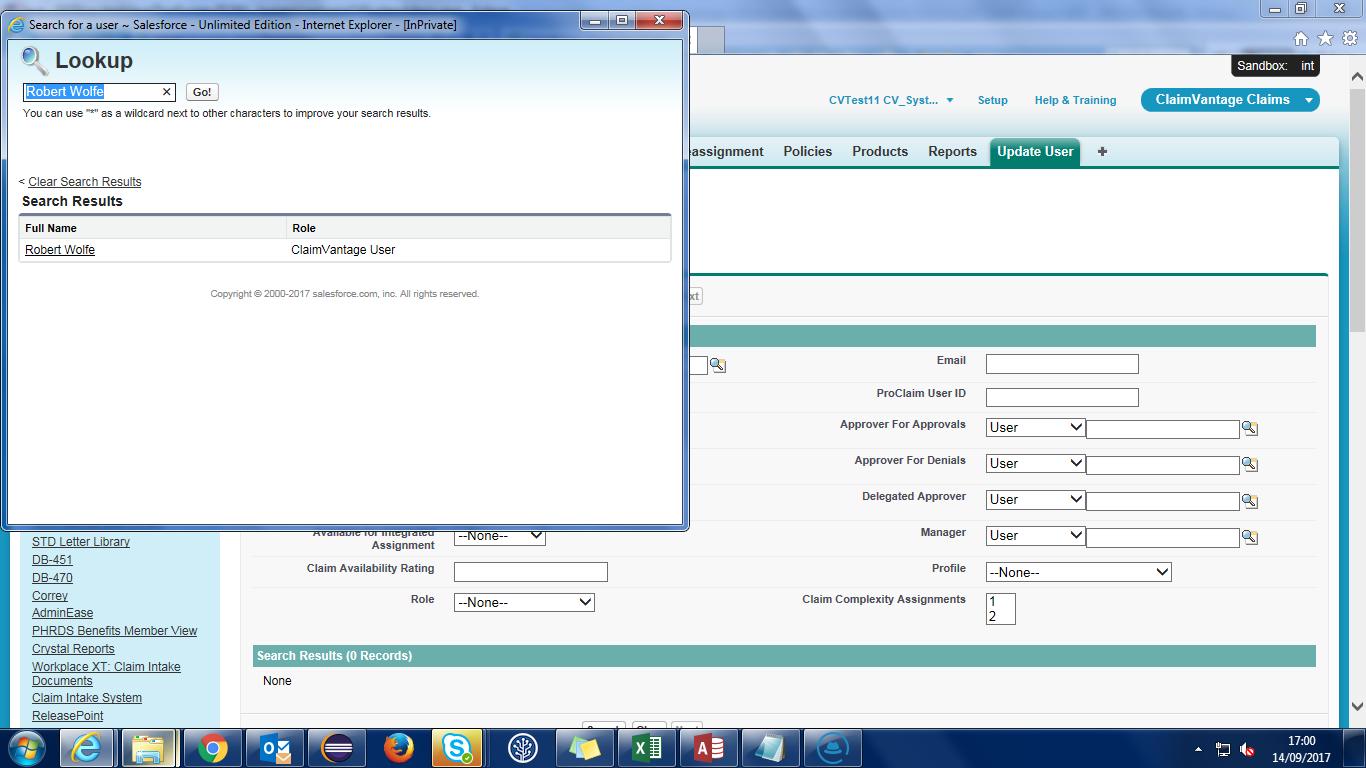 Search for a user ~ Salesforce - Unlimited Edition - Internet Explorer - [InPrivate]
Lookup
Robert Wolfe
Go!
You can use "*" as a wildcard next to other characters to improve your search results.
< Clear Search Results
Search Results
Full Name Role
Robert Wolfe ClaimVantage User
Copyright © 2000-2017 salesforce.com, inc. All rights reserved.
Sandbox: int
CVTest11 CV_Syst... Setup Help & Training ClaimVantage Claims
eassignment Policies Products Reports Update User +
xt
Email
ProClaim User ID
Approver For Approvals User
Approver For Denials User
Delegated Approver User
Manager User
Available for Integrated Assignment --None--
Claim Availability Rating
Profile --None--
Role --None--
Claim Complexity Assignments 1
2
Search Results (0 Records)
None
STD Letter Library
DB-451
DB-470
Correy
AdminEase
PHRDS Benefits Member View
Crystal Reports
Workplace XT: Claim Intake
Documents
Claim Intake System
ReleasePoint
17:00
14/09/2017